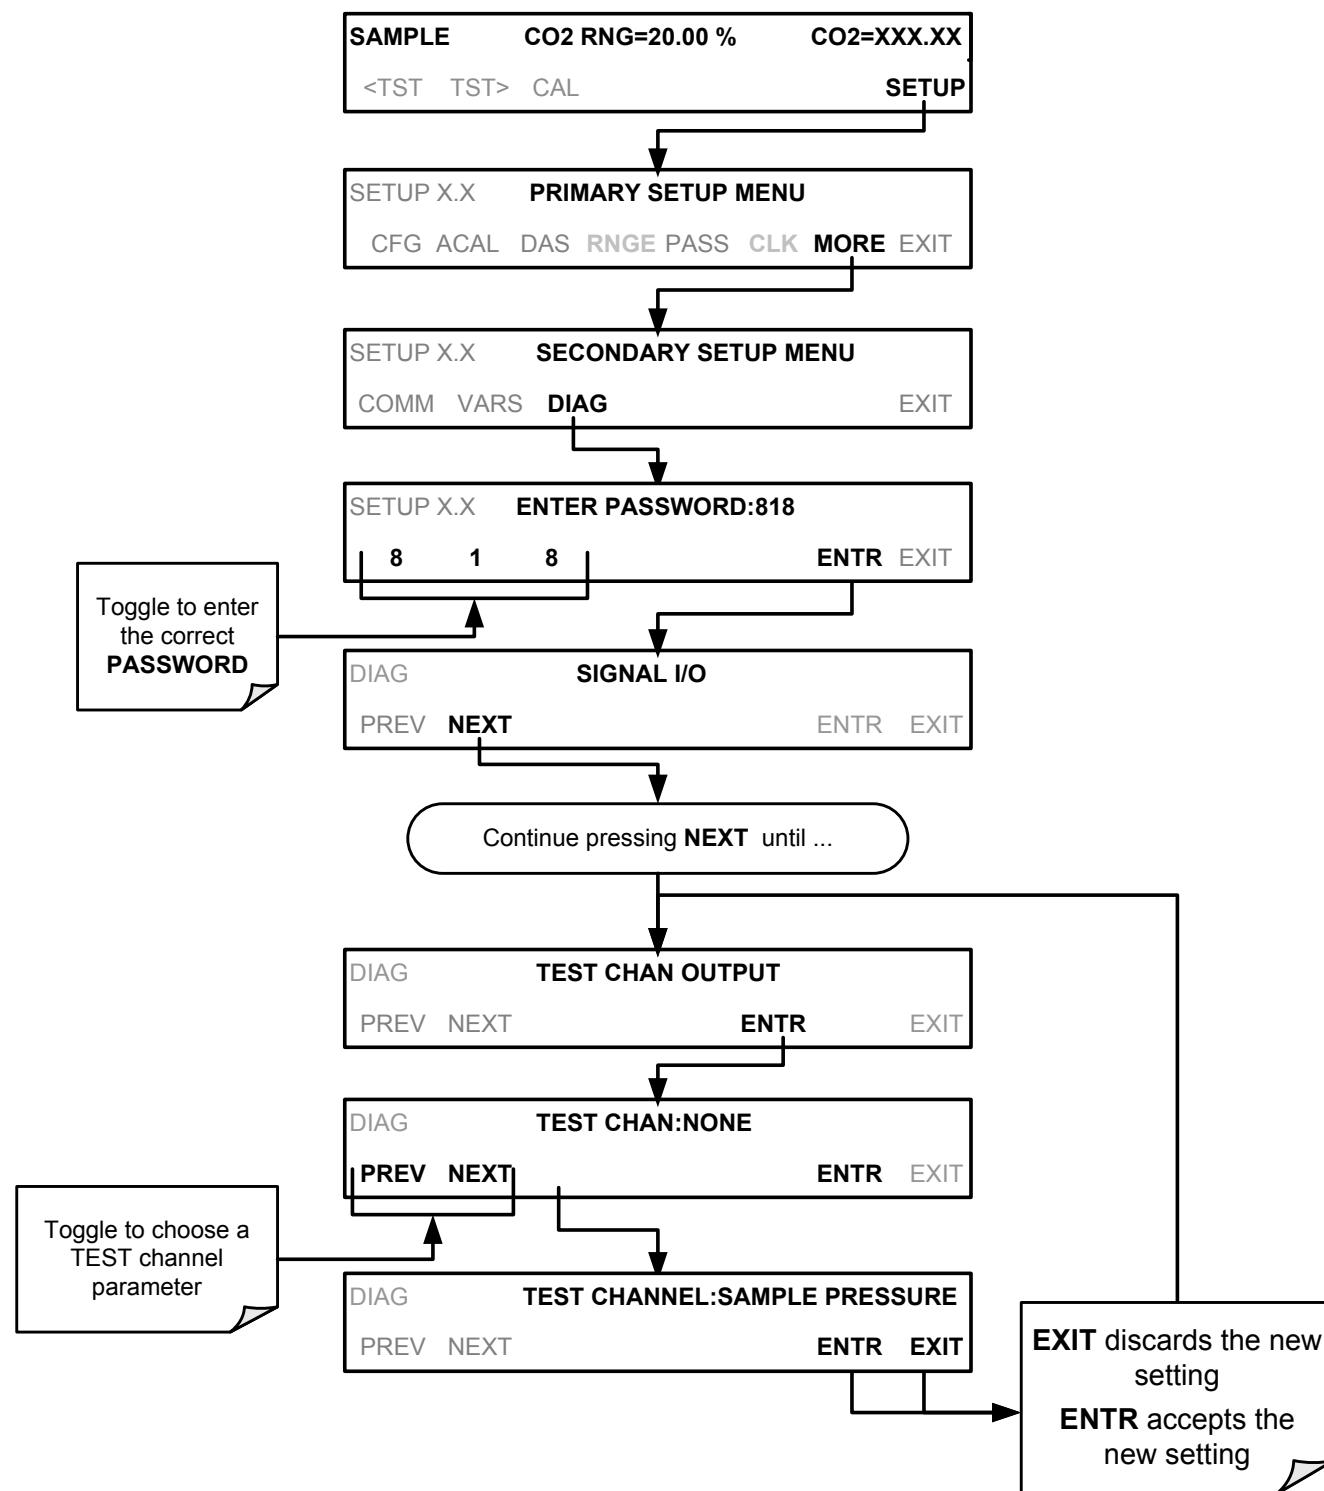 SAMPLE CO2 RNG=20.00 % CO2=XXX.XX
<TST TST> CAL SETUP
SETUP X.X PRIMARY SETUP MENU
CFG ACAL DAS RNGE PASS CLK MORE EXIT
SETUP X.X SECONDARY SETUP MENU
COMM VARS DIAG EXIT
SETUP X.X ENTER PASSWORD:818
8 1 8 ENTR EXIT
Toggle to enter
the correct
PASSWORD
DIAG SIGNAL I/O
PREV NEXT ENTR EXIT
Continue pressing NEXT until ...
DIAG TEST CHAN OUTPUT
PREV NEXT ENTR EXIT
DIAG TEST CHAN:NONE
PREV NEXT ENTR EXIT
Toggle to choose a
TEST channel
parameter
DIAG TEST CHANNEL:SAMPLE PRESSURE
PREV NEXT ENTR EXIT
EXIT discards the new
setting
ENTR accepts the
new setting